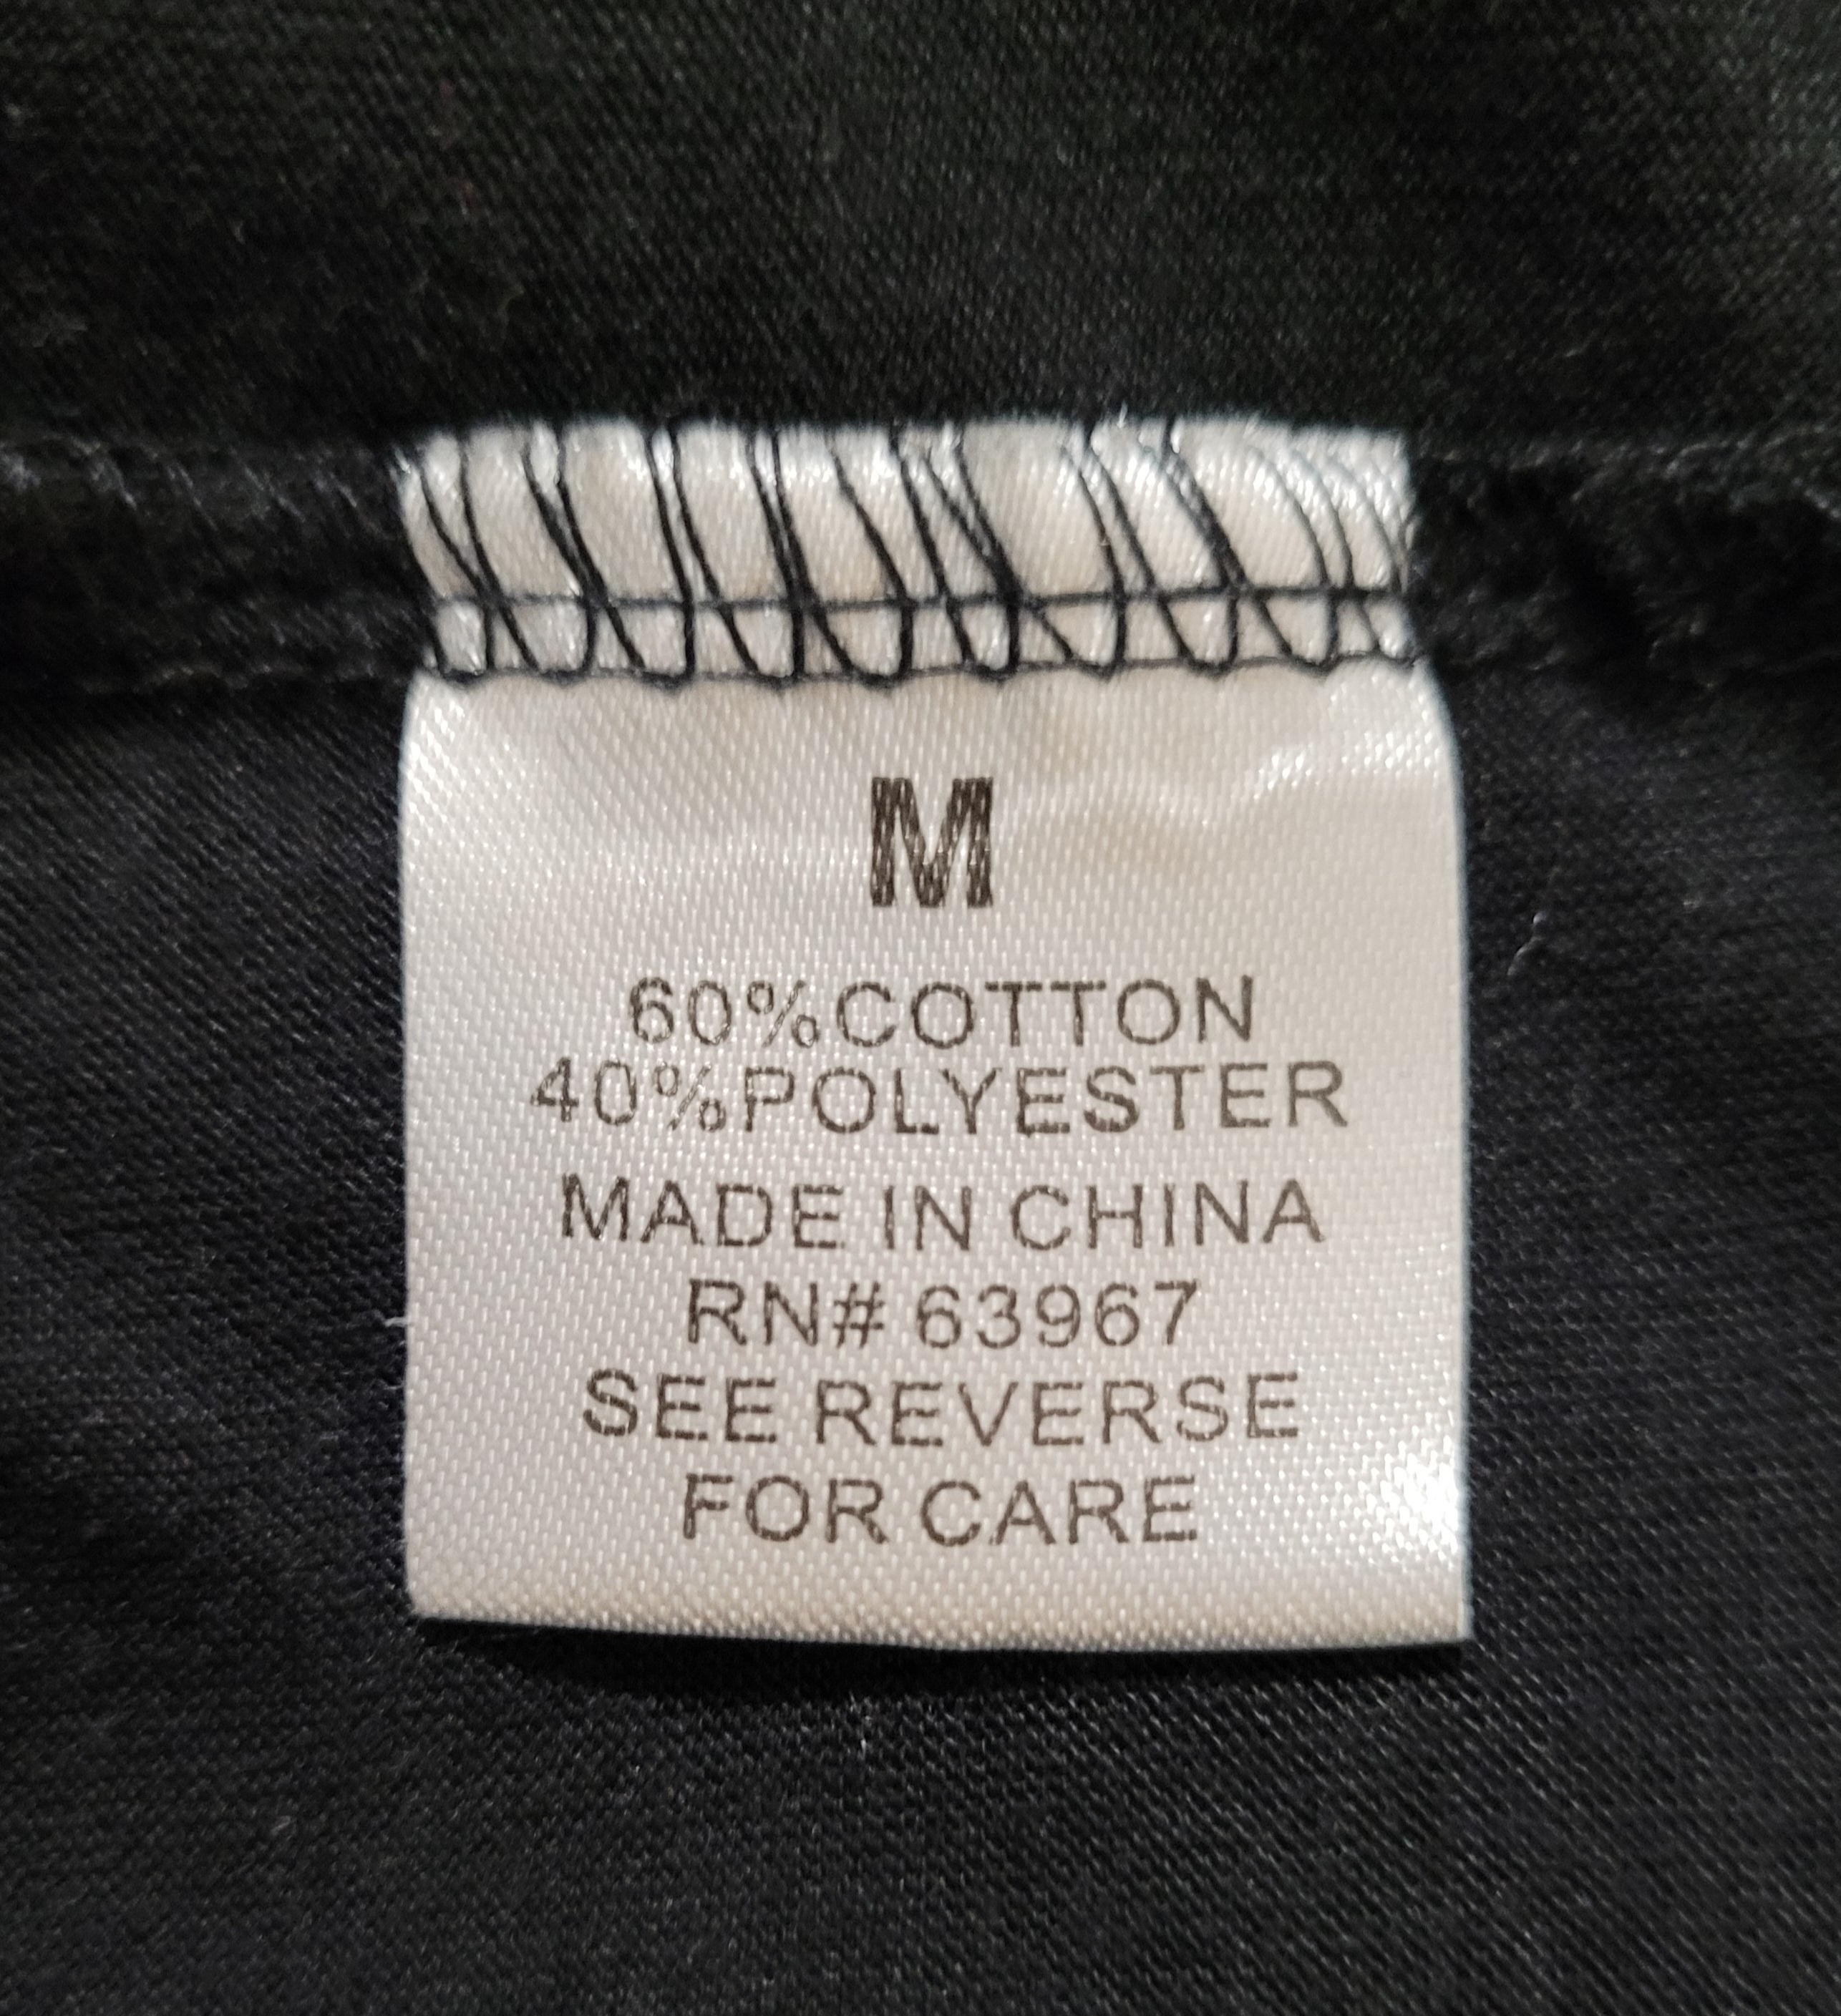 M
60%COTTON
40%POLYESTER
MADE IN CHINA
RN# 63967
SEE REVERSE
FOR CARE